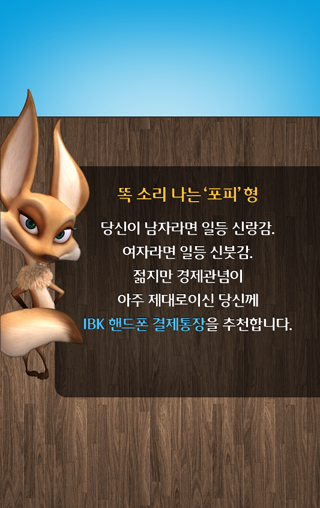 똑 소리 나는 '포피' 형
당신이 남자라면 일등 신랑감.
여자라면 일등 신붓감.
젊지만 경제관념이
아주 제대로이신 당신께
IBK 핸드폰 결제통장을 추천합니다.